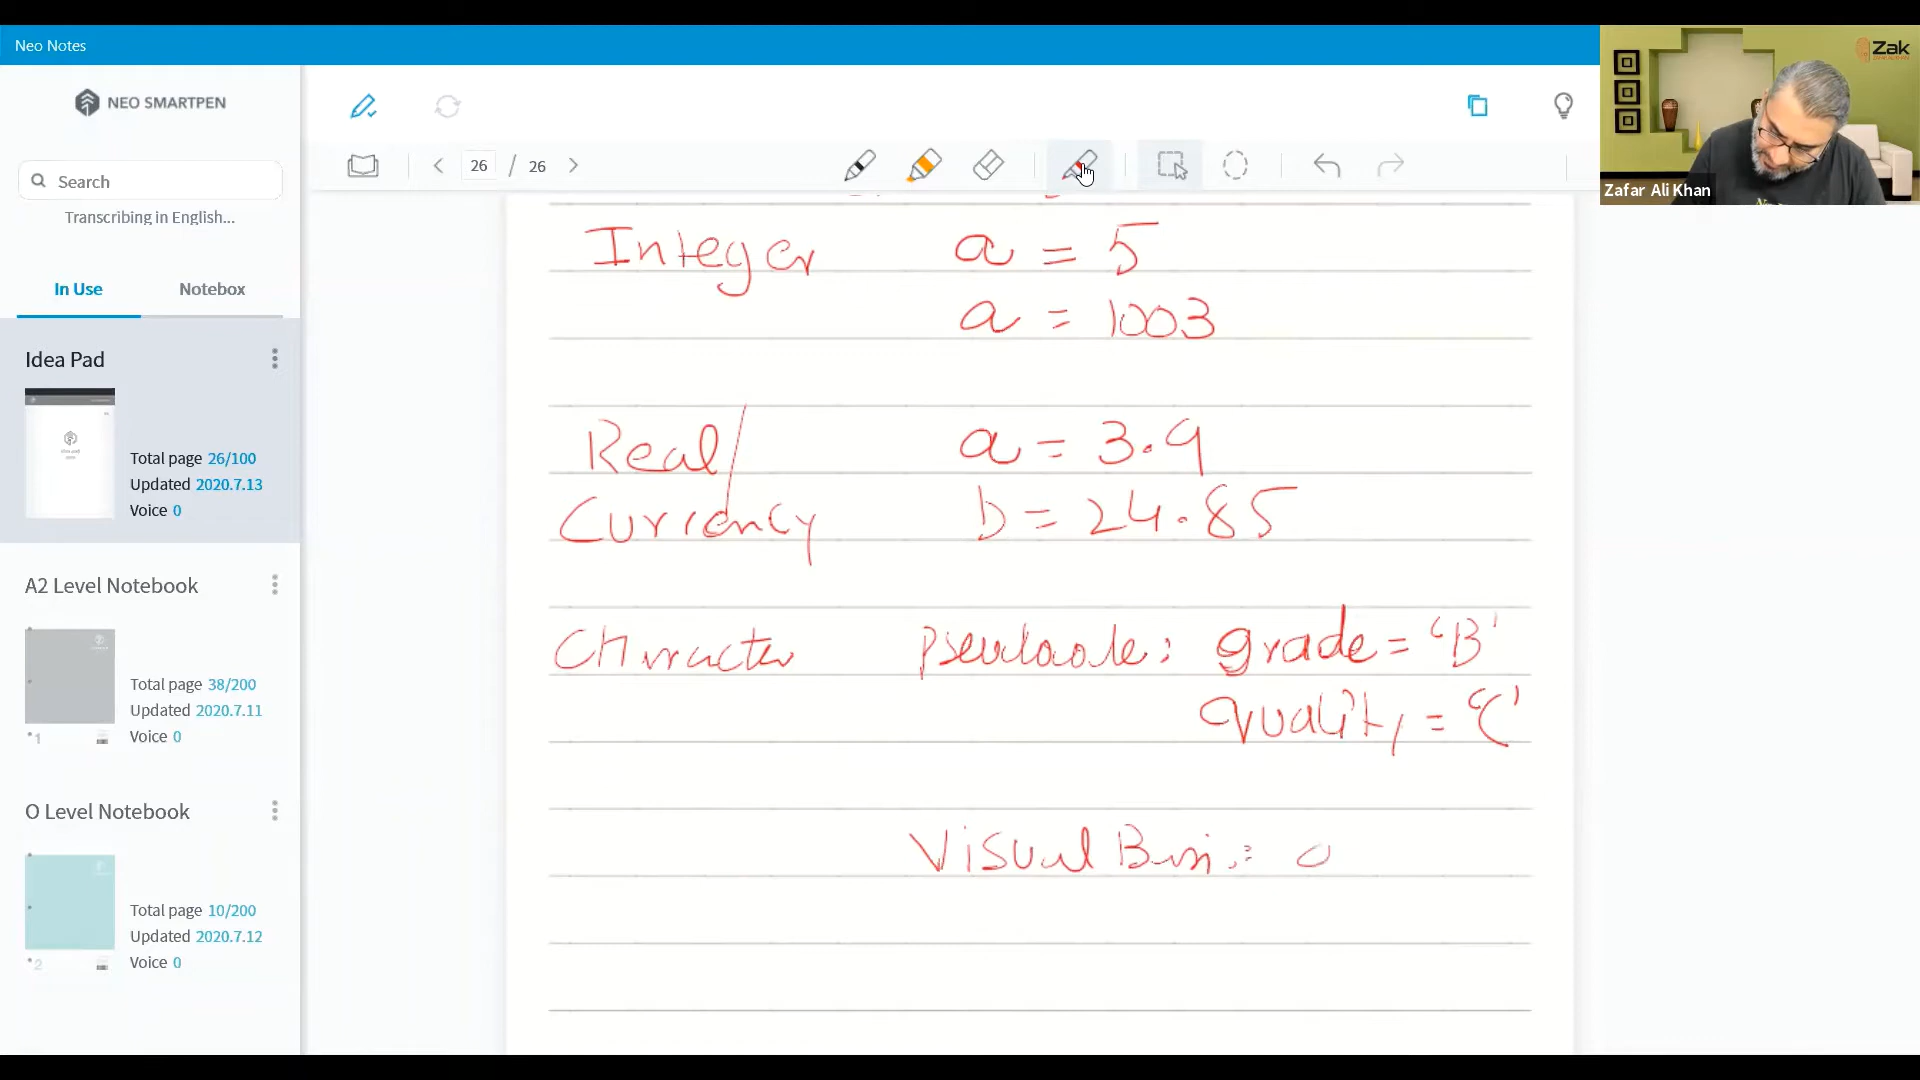 Neo Notes
Zak
NEO SMARTPEN
Search
Transcribing in English...
26 / 26
Zafar Ali Khan
In Use Notebox
Idea Pad
Total page 26/100
Updated 2020.7.13
Voice 0
A2 Level Notebook
Total page 38/200
Updated 2020.7.11
Voice 0
1
O Level Notebook
Total page 10/200
Updated 2020.7.12
Voice 0
2
Integer a = 5
a = 1003
Real/ a = 3.9
Currency b = 24.85
Character Pseudocode: grade = 'B'
Quality = 'C'
Visual Basic: